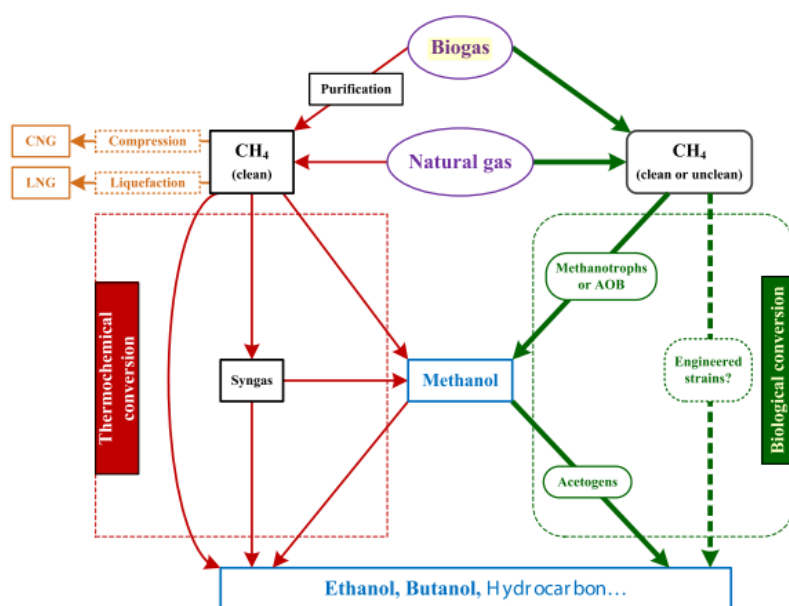 Biogas
Purification
CNG
Compression
CH₄
(clean)
Natural gas
CH₄
(clean or unclean)
LNG
Liquefaction
Methanotrophs
or AOB
Thermochemical
conversion
Syngas
Methanol
Engineered
strains?
Biological conversion
Acetogens
Ethanol, Butanol, Hydrocarbon...